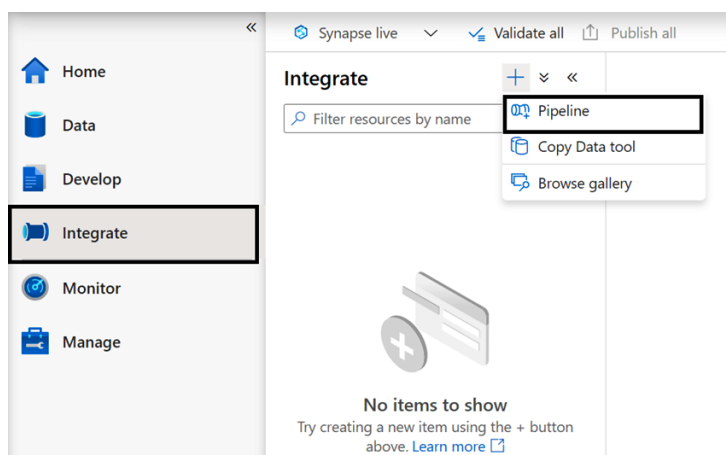 Synapse live
Validate all
Publish all
Home
Data
Develop
Integrate
Monitor
Manage
Integrate
Filter resources by name
Pipeline
Copy Data tool
Browse gallery
No items to show
Try creating a new item using the + button
above. Learn more